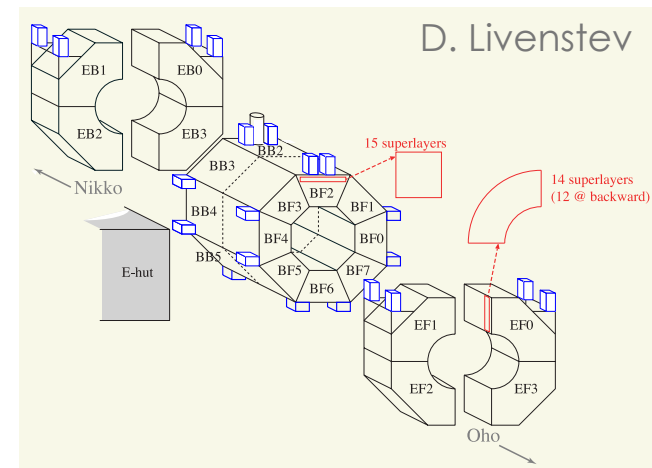 D. Livenstev
EB1
EB0
EB2
EB3
Nikko
15 superlayers
BB2
BB3
BF2
BF3
BF1
14 superlayers
(12 @ backward)
BB4
BF4
BF0
BB5
BF5
BF7
BF6
E-hut
EF1
EF0
EF2
EF3
Oho